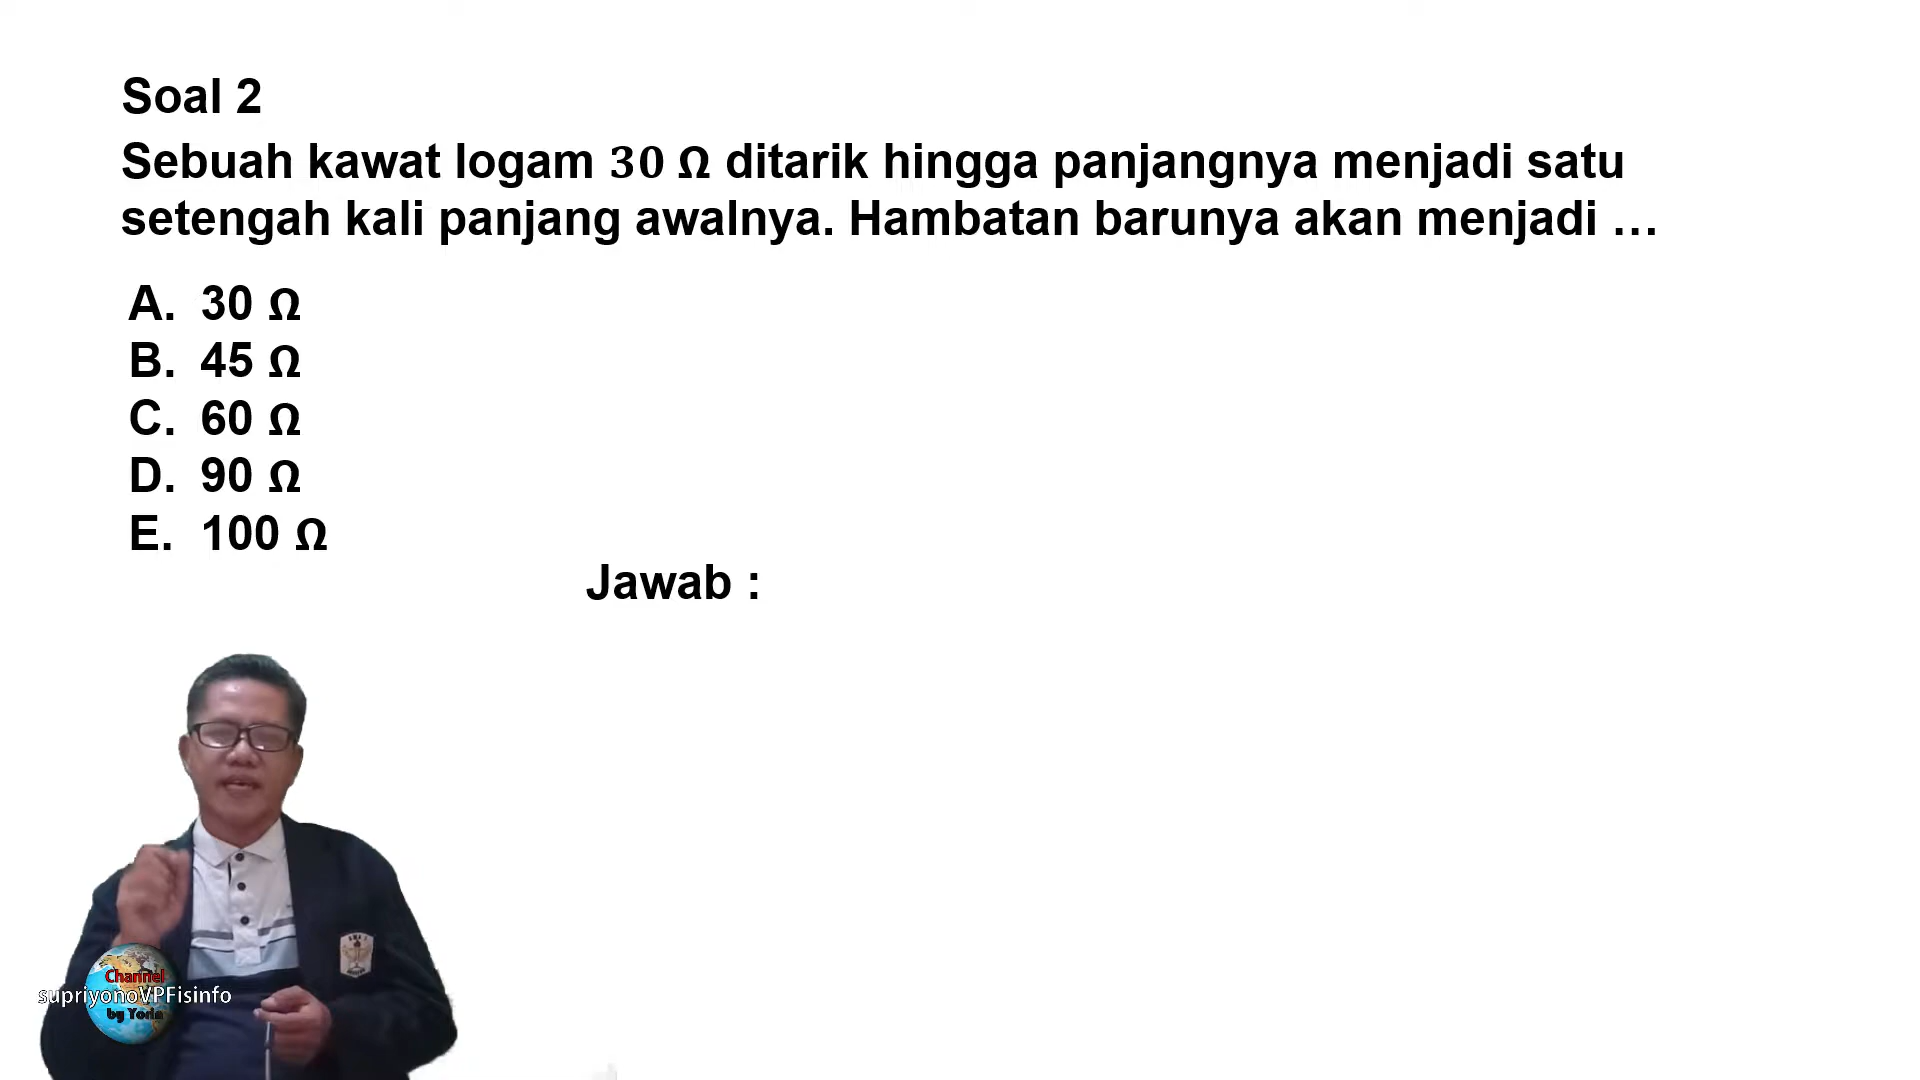 Soal 2
Sebuah kawat logam 30 Ω ditarik hingga panjangnya menjadi satu
setengah kali panjang awalnya. Hambatan barunya akan menjadi …
A. 30 Ω
B. 45 Ω
C. 60 Ω
D. 90 Ω
E. 100 Ω
Jawab :
Channel
supriyonoVPFisinfo
by Yorin